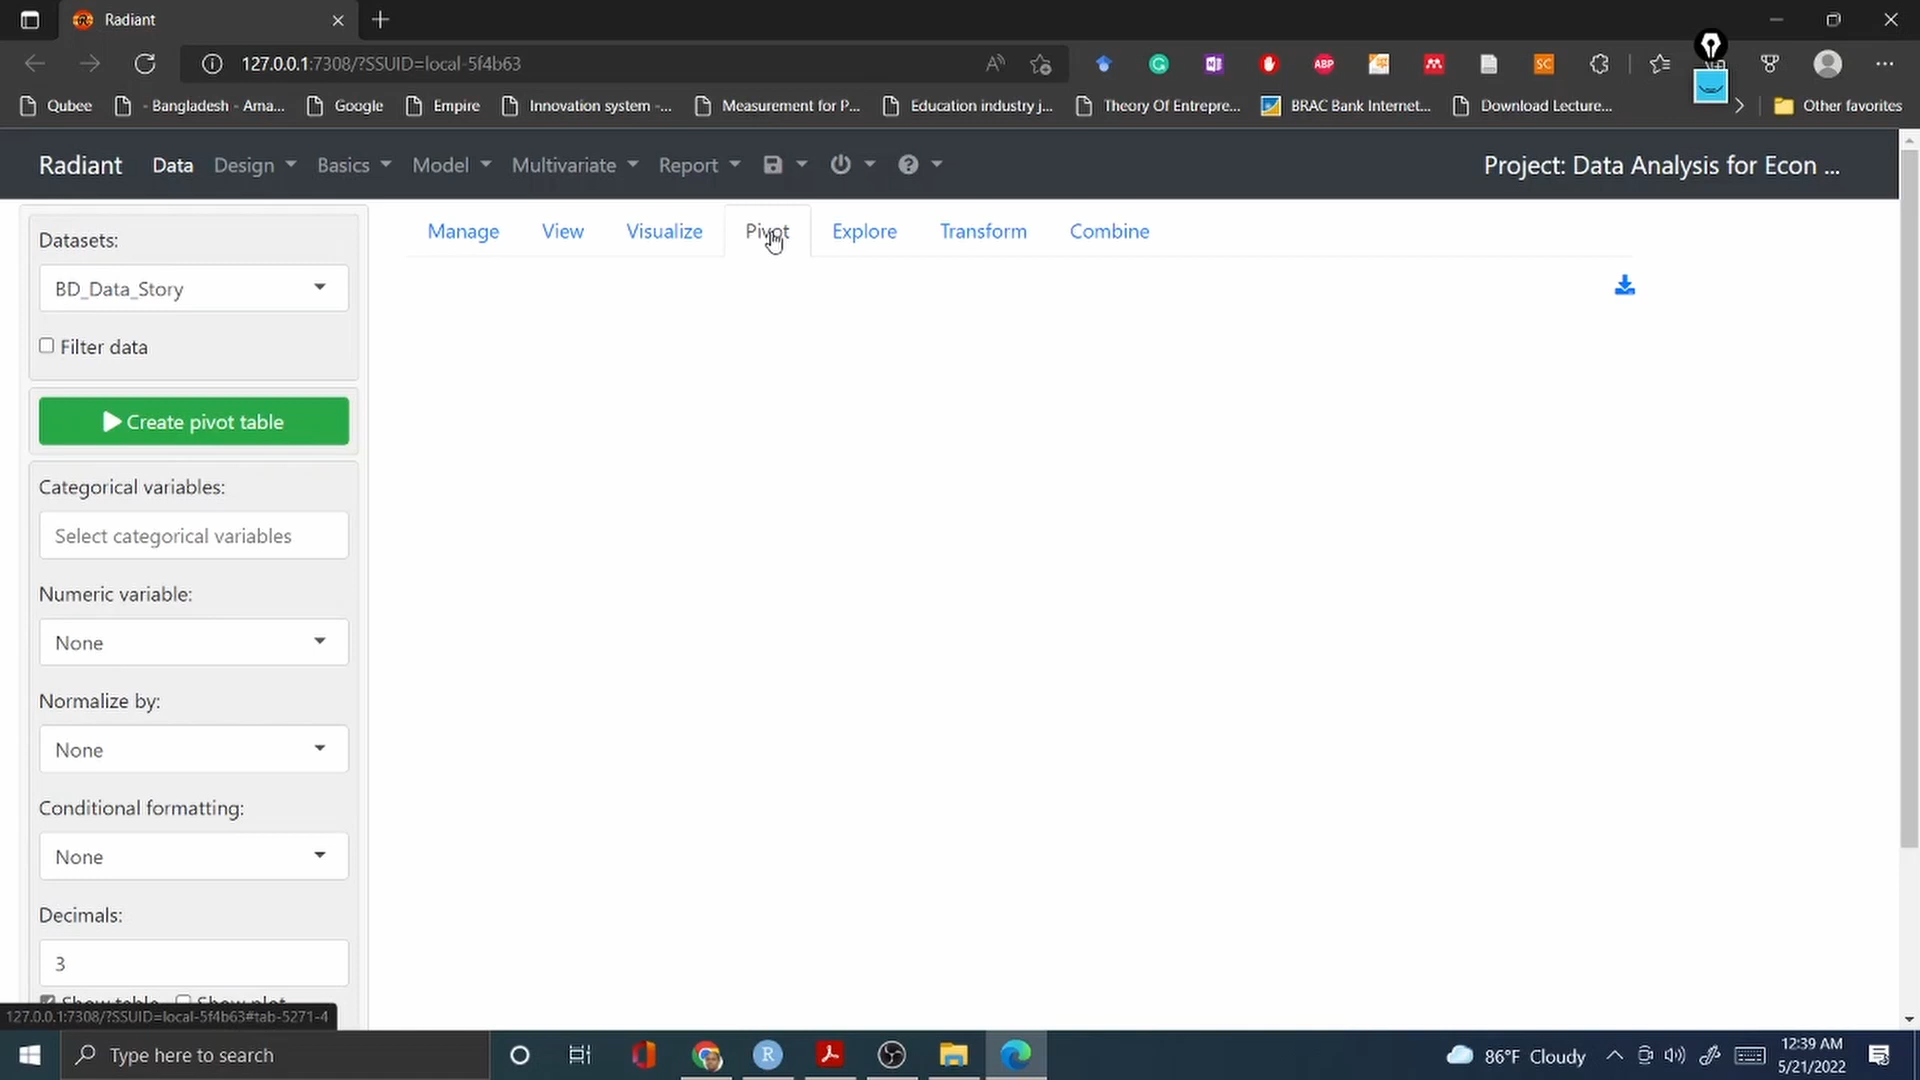 Radiant
127.0.0.1:7308/?SSUID=local-5f4b63
Qubee - Bangladesh - Ama... Google Empire Innovation system -... Measurement for P... Education industry j... Theory Of Entrepre... BRAC Bank Internet... Download Lecture... Other favorites
Radiant Data Design Basics Model Multivariate Report Project: Data Analysis for Econ ...
Manage View Visualize Pivot Explore Transform Combine
Datasets:
BD_Data_Story
Filter data
Create pivot table
Categorical variables:
Select categorical variables
Numeric variable:
None
Normalize by:
None
Conditional formatting:
None
Decimals:
3
Show table Show plot
127.0.0.1:7308/?SSUID=local-5f4b63#tab-5271-4
Type here to search
86°F Cloudy
12:39 AM
5/21/2022